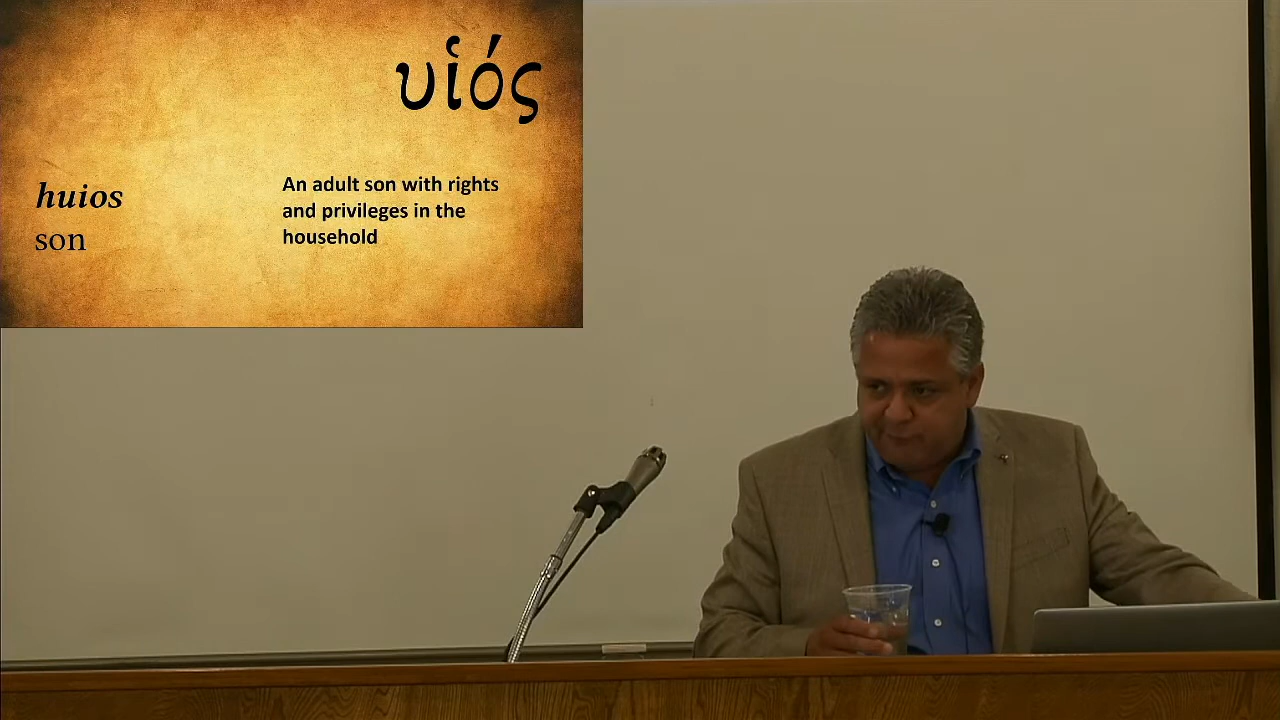 υἱός
huios
son
An adult son with rights
and privileges in the
household